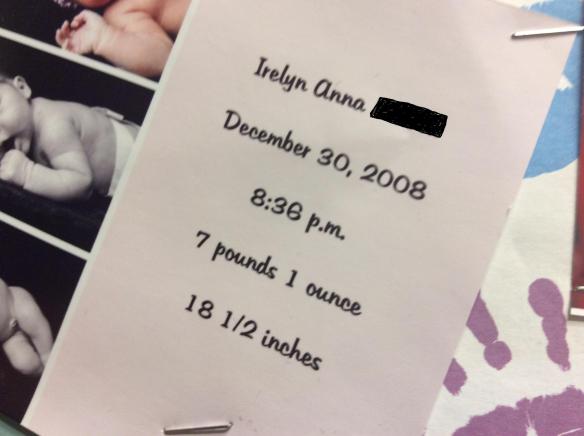 Irelyn Anna
December 30, 2008
8:36 p.m.
7 pounds 1 ounce
18 1/2 inches